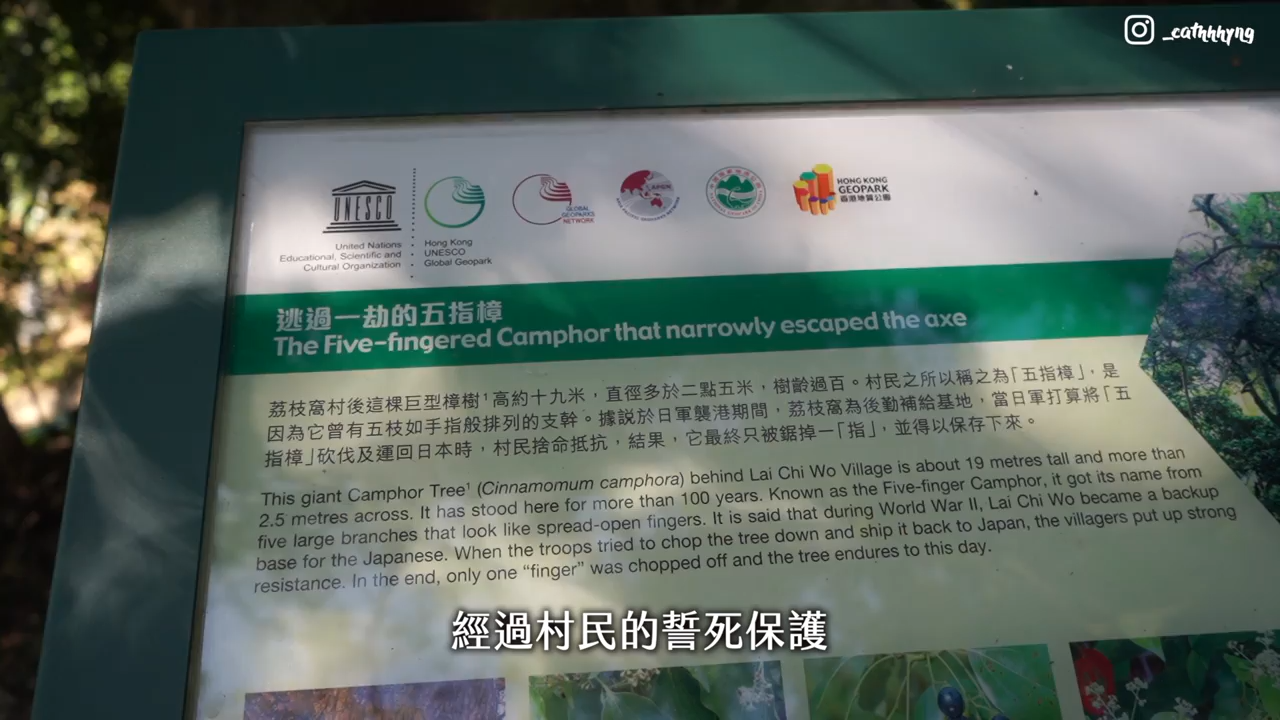 _cathhhyng
UNESCO
United Nations
Educational, Scientific and
Cultural Organization
Hong Kong
UNESCO
Global Geopark
GLOBAL
GEOPARKS
NETWORK
HONG KONG
GEOPARK
香港地質公園
逃過一劫的五指樟
The Five-fingered Camphor that narrowly escaped the axe
荔枝窩村後這棵巨型樟樹¹高約十九米，直徑多於二點五米，樹齡過百。村民之所以稱之為「五指樟」，是
因為它曾有五枝如手指般排列的支幹。據說於日軍襲港期間，荔枝窩為後勤補給基地，當日軍打算將「五
指樟」砍伐及運回日本時，村民捨命抵抗，結果，它最終只被鋸掉一「指」，並得以保存下來。
This giant Camphor Tree¹ (Cinnamomum camphora) behind Lai Chi Wo Village is about 19 metres tall and more than
2.5 metres across. It has stood here for more than 100 years. Known as the Five-finger Camphor, it got its name from
five large branches that look like spread-open fingers. It is said that during World War II, Lai Chi Wo became a backup
base for the Japanese. When the troops tried to chop the tree down and ship it back to Japan, the villagers put up strong
resistance. In the end, only one “finger” was chopped off and the tree endures to this day.
經過村民的誓死保護